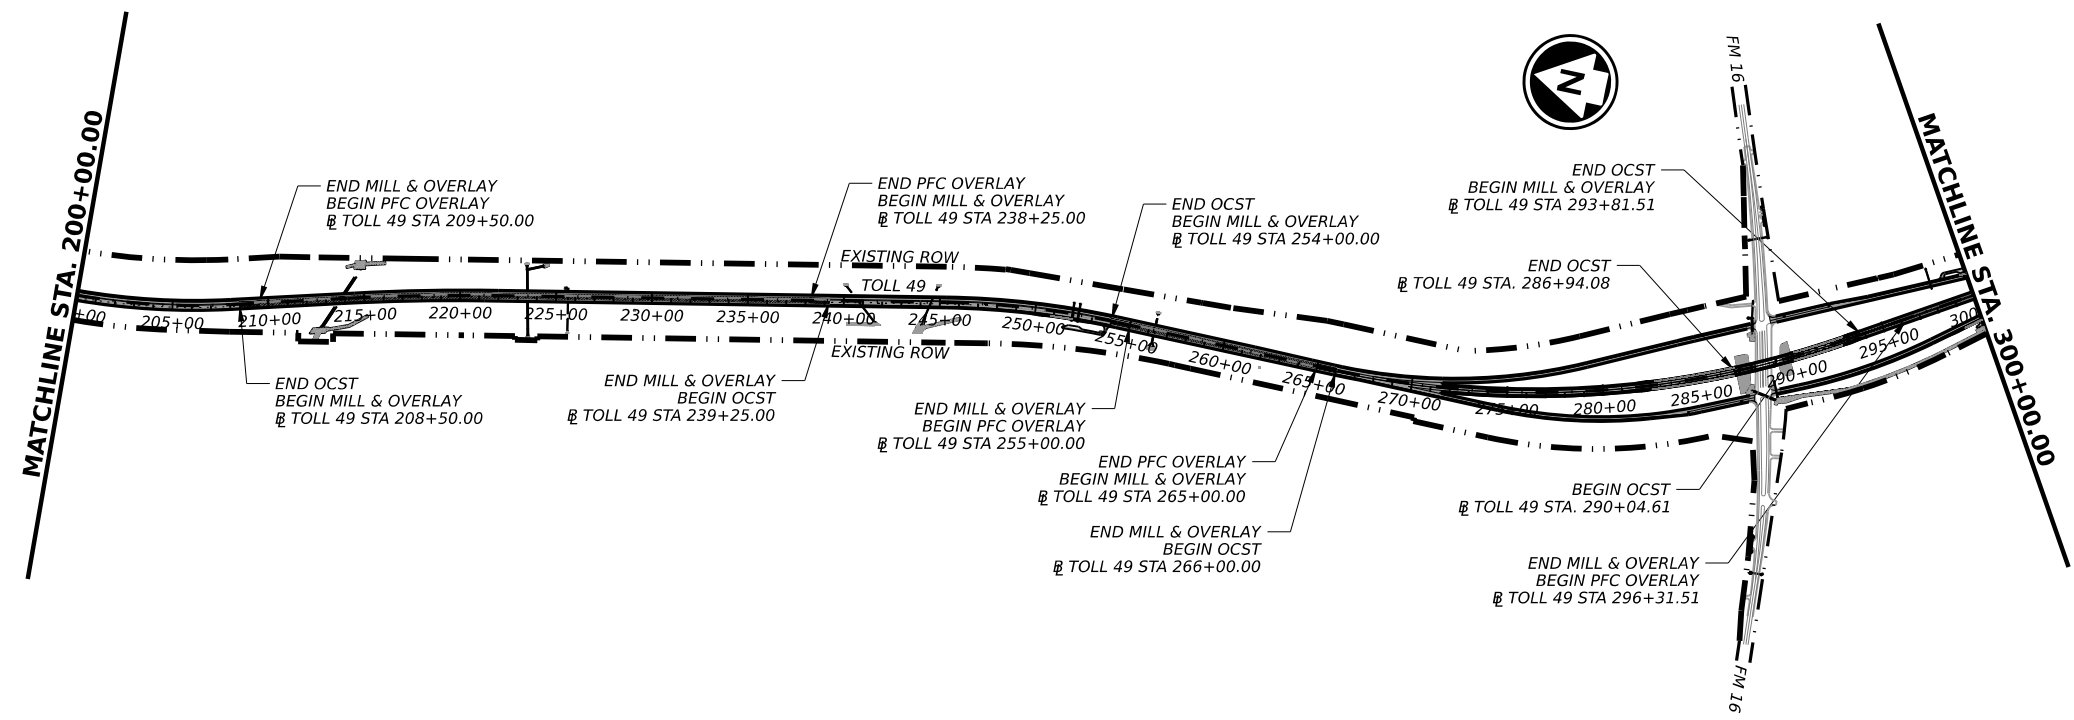 MATCHLINE STA. 200+00.00
END MILL & OVERLAY
BEGIN PFC OVERLAY
℄ TOLL 49 STA 209+50.00
END PFC OVERLAY
BEGIN MILL & OVERLAY
℄ TOLL 49 STA 238+25.00
END OCST
BEGIN MILL & OVERLAY
℄ TOLL 49 STA 254+00.00
N
FM 16
END OCST
BEGIN MILL & OVERLAY
℄ TOLL 49 STA 293+81.51
END OCST
℄ TOLL 49 STA. 286+94.08
MATCHLINE STA. 300+00.00
EXISTING ROW
TOLL 49
+00
205+00
210+00
215+00
220+00
225+00
230+00
235+00
240+00
245+00
250+00
255+00
260+00
265+00
270+00
275+00
280+00
285+00
290+00
295+00
300
EXISTING ROW
END OCST
BEGIN MILL & OVERLAY
℄ TOLL 49 STA 208+50.00
END MILL & OVERLAY
BEGIN OCST
℄ TOLL 49 STA 239+25.00
END MILL & OVERLAY
BEGIN PFC OVERLAY
℄ TOLL 49 STA 255+00.00
END PFC OVERLAY
BEGIN MILL & OVERLAY
℄ TOLL 49 STA 265+00.00
END MILL & OVERLAY
BEGIN OCST
℄ TOLL 49 STA 266+00.00
BEGIN OCST
℄ TOLL 49 STA. 290+04.61
END MILL & OVERLAY
BEGIN PFC OVERLAY
℄ TOLL 49 STA 296+31.51
FM 16